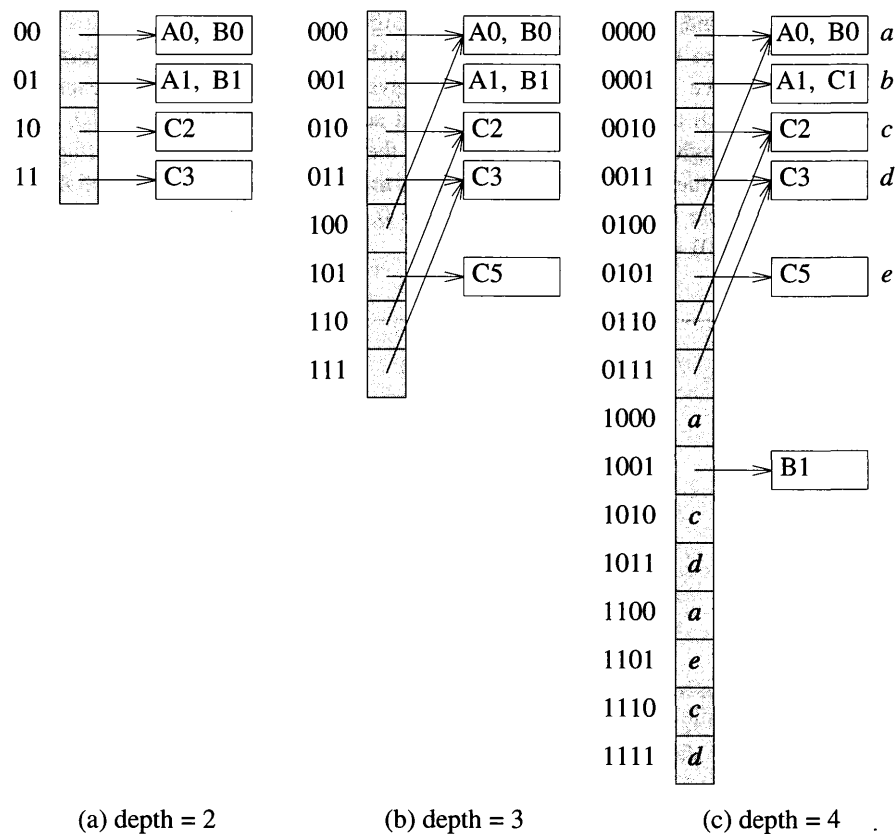 00 A0, B0
01 A1, B1
10 C2
11 C3
(a) depth = 2
000 A0, B0
001 A1, B1
010 C2
011 C3
100
101 C5
110
111
(b) depth = 3
0000 A0, B0 a
0001 A1, C1 b
0010 C2 c
0011 C3 d
0100
0101 C5 e
0110
0111
1000 a
1001 B1
1010 c
1011 d
1100 a
1101 e
1110 c
1111 d
(c) depth = 4